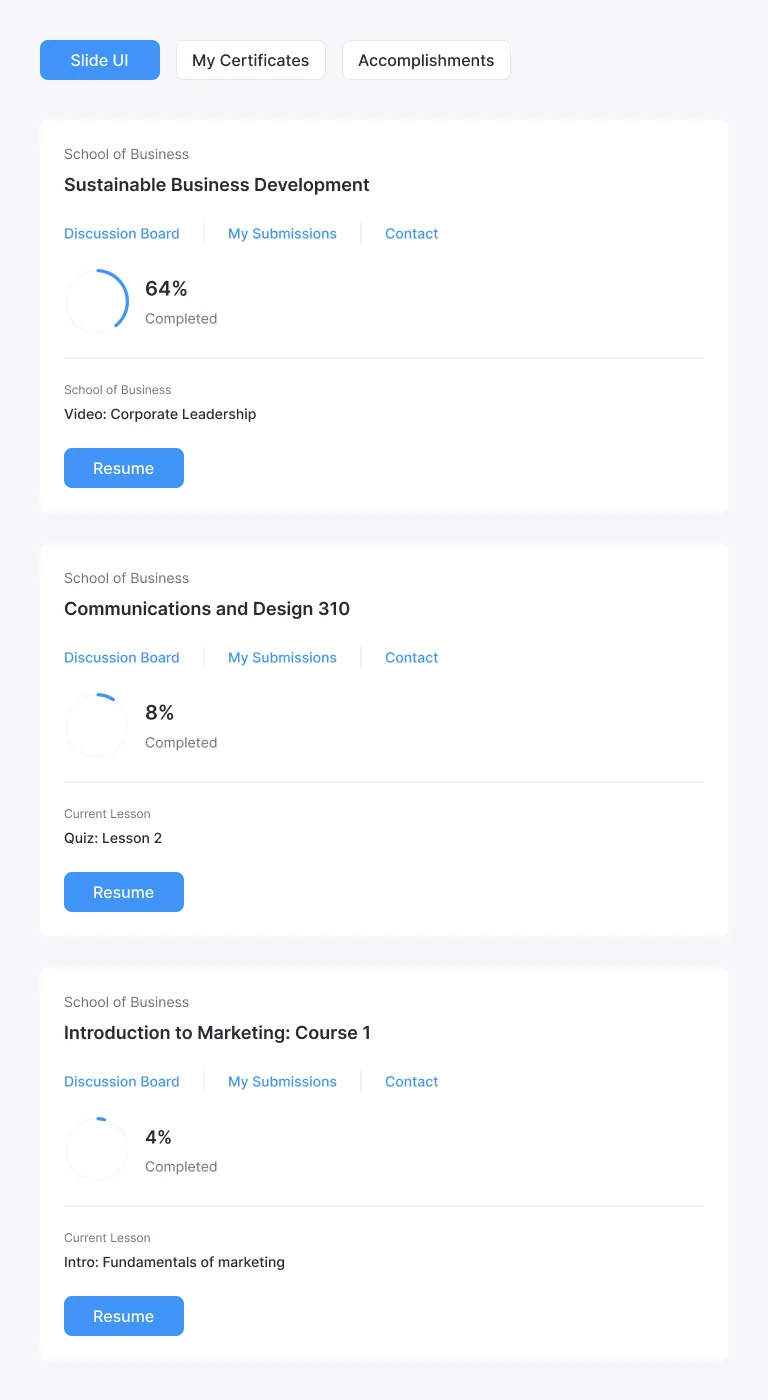 Slide UI My Certificates Accomplishments
School of Business
Sustainable Business Development
Discussion Board My Submissions Contact
64%
Completed
School of Business
Video: Corporate Leadership
Resume
School of Business
Communications and Design 310
Discussion Board My Submissions Contact
8%
Completed
Current Lesson
Quiz: Lesson 2
Resume
School of Business
Introduction to Marketing: Course 1
Discussion Board My Submissions Contact
4%
Completed
Current Lesson
Intro: Fundamentals of marketing
Resume